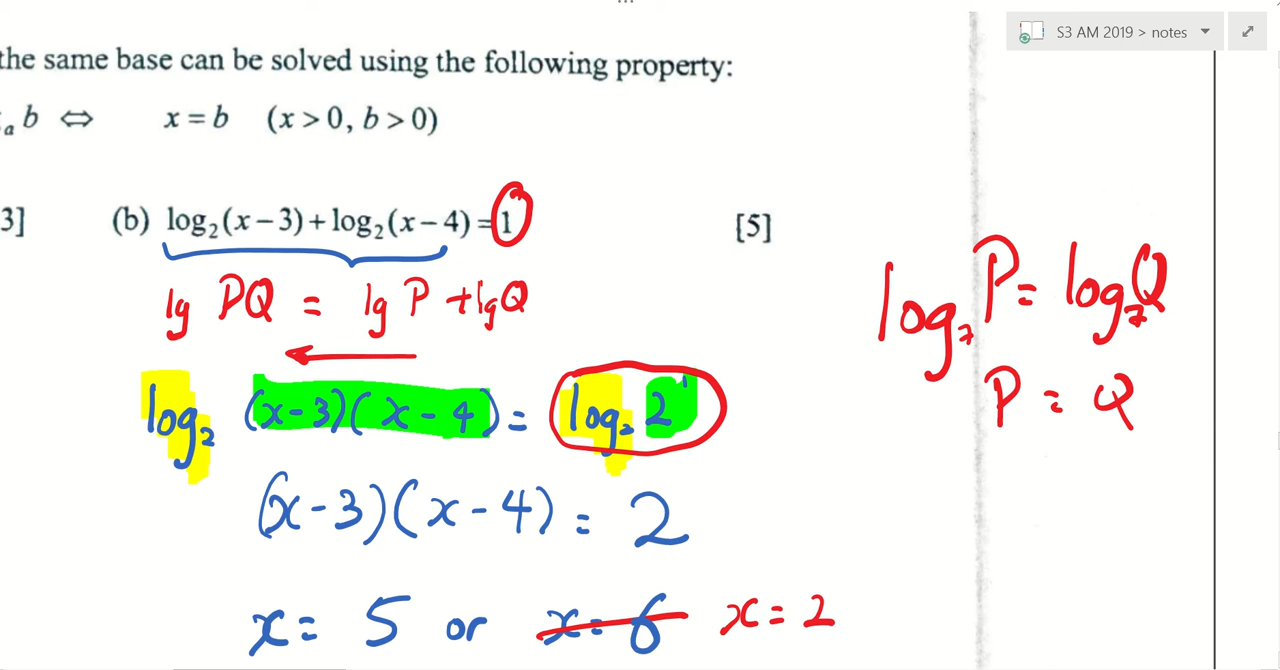 S3 AM 2019 > notes
the same base can be solved using the following property:
ₐ b ⇔ x = b (x > 0, b > 0)
3] (b) log₂(x − 3) + log₂(x − 4) = 1 [5]
lg PQ = lg P + lg Q
log₇ P = log₇ Q
P = Q
log₂ (x-3)(x-4) = log₂ 2¹
(x-3)(x-4) = 2
x = 5 or x = 6 x = 2